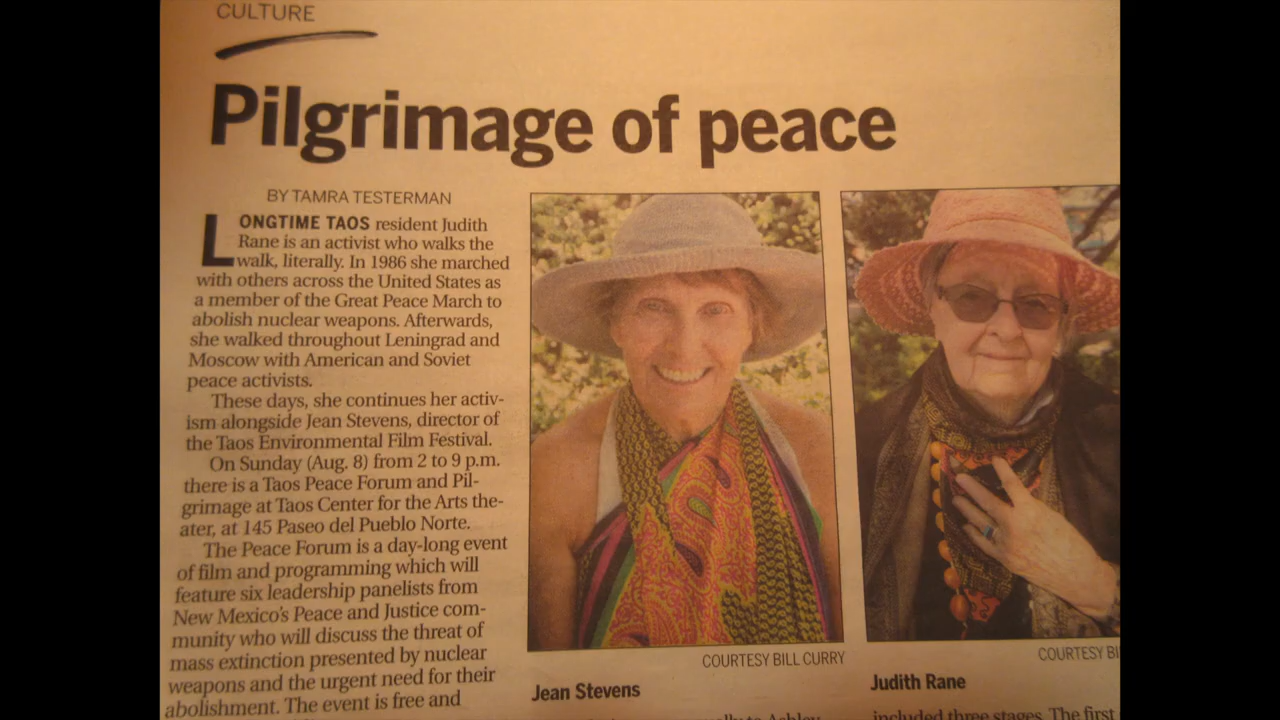 CULTURE
Pilgrimage of peace
BY TAMRA TESTERMAN
LONGTIME TAOS resident Judith
Rane is an activist who walks the
walk, literally. In 1986 she marched
with others across the United States as
a member of the Great Peace March to
abolish nuclear weapons. Afterwards,
she walked throughout Leningrad and
Moscow with American and Soviet
peace activists.
These days, she continues her activ-
ism alongside Jean Stevens, director of
the Taos Environmental Film Festival.
On Sunday (Aug. 8) from 2 to 9 p.m.
there is a Taos Peace Forum and Pil-
grimage at Taos Center for the Arts the-
ater, at 145 Paseo del Pueblo Norte.
The Peace Forum is a day-long event
of film and programming which will
feature six leadership panelists from
New Mexico's Peace and Justice com-
munity who will discuss the threat of
mass extinction presented by nuclear
weapons and the urgent need for their
abolishment. The event is free and
COURTESY BILL CURRY
Jean Stevens
COURTESY BI
Judith Rane
included three stages. The first